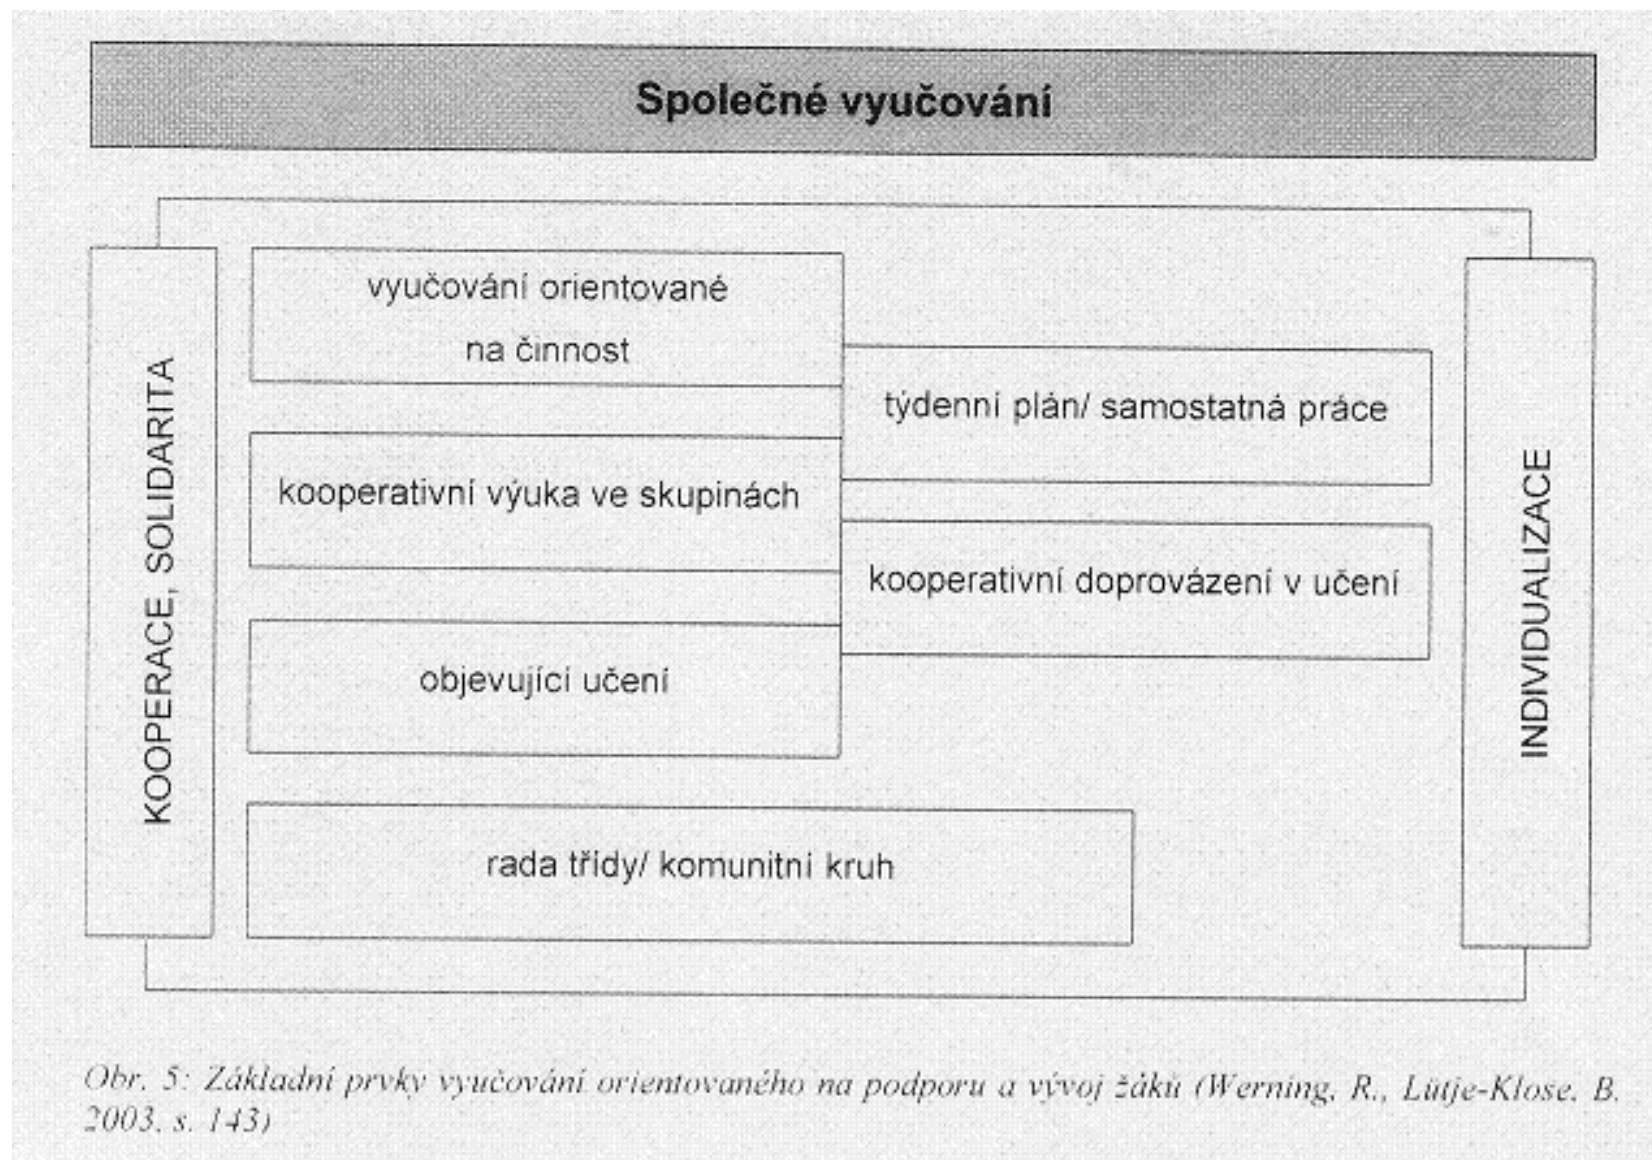 Společné vyučování
KOOPERACE, SOLIDARITA
vyučování orientované
na činnost
týdenní plán/ samostatná práce
kooperativní výuka ve skupinách
kooperativní doprovázení v učení
objevující učení
rada třídy/ komunitní kruh
INDIVIDUALIZACE
Obr. 5: Základní prvky vyučování orientovaného na podporu a vývoj žáků (Werning, R., Lütje-Klose, B.
2003, s. 143)